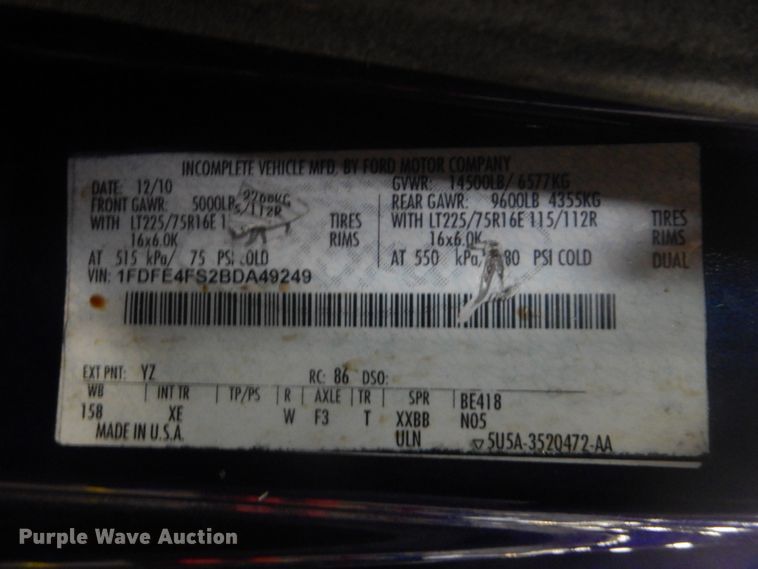 INCOMPLETE VEHICLE MFD. BY FORD MOTOR COMPANY
DATE: 12/10 GVWR: 14500LB/ 6577KG
FRONT GAWR: 5000LB REAR GAWR: 9600LB 4355KG
WITH LT225/75R16E 1 /112R TIRES WITH LT225/75R16E 115/112R TIRES
16x6.0K RIMS 16x6.0K RIMS
AT 515 kPa/ 75 PSI COLD AT 550 kPa/ 80 PSI COLD DUAL
VIN: 1FDFE4FS2BDA49249
EXT PNT: YZ RC: 86 DSO:
WB INT TR TP/PS R AXLE TR SPR BE418
158 XE W F3 T XXBB N05
MADE IN U.S.A. ULN 5U5A-3520472-AA
Purple Wave Auction